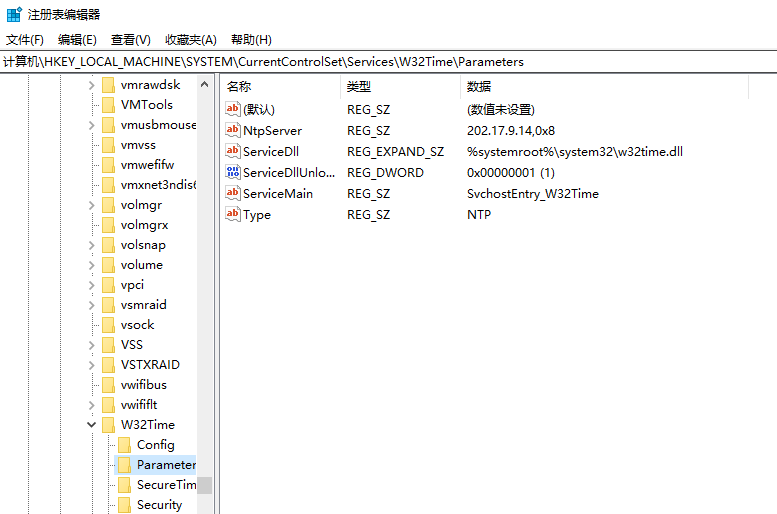 注册表编辑器
文件(F) 编辑(E) 查看(V) 收藏夹(A) 帮助(H)
计算机\HKEY_LOCAL_MACHINE\SYSTEM\CurrentControlSet\Services\W32Time\Parameters
vmrawdsk
VMTools
vmusbmouse
vmvss
vmwefifw
vmxnet3ndis6
volmgr
volmgrx
volsnap
volume
vpci
vsmraid
vsock
VSS
VSTXRAID
vwifibus
vwififlt
W32Time
Config
Parameter
SecureTim
Security
名称 类型 数据
(默认) REG_SZ (数值未设置)
NtpServer REG_SZ 202.17.9.14,0x8
ServiceDll REG_EXPAND_SZ %systemroot%\system32\w32time.dll
ServiceDllUnlo... REG_DWORD 0x00000001 (1)
ServiceMain REG_SZ SvchostEntry_W32Time
Type REG_SZ NTP